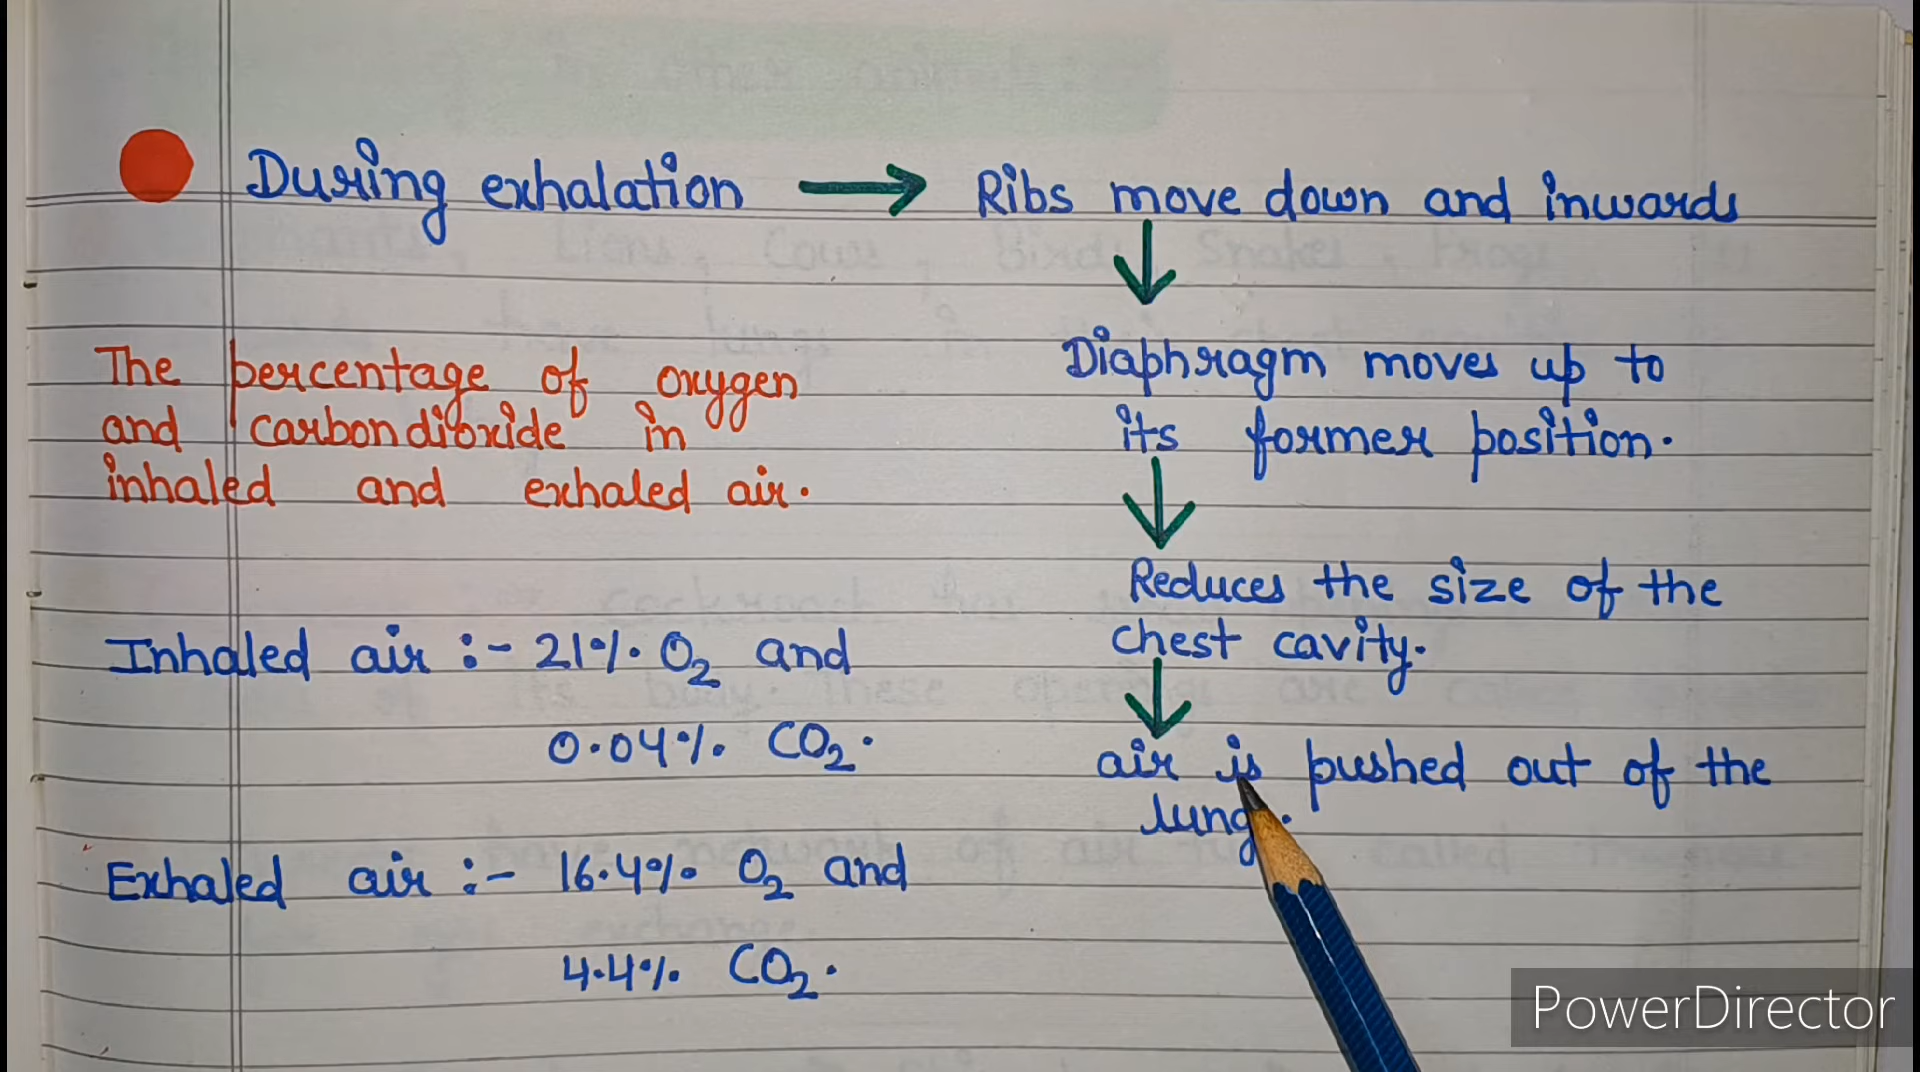 During exhalation → Ribs move down and inwards
↓
Diaphragm moves up to
its former position.
↓
Reduces the size of the
chest cavity.
↓
air is pushed out of the
lung.
The percentage of oxygen
and carbondioxide in
inhaled and exhaled air.
Inhaled air :- 21% O₂ and
0.04% CO₂.
Exhaled air :- 16.4% O₂ and
4.4% CO₂.
PowerDirector